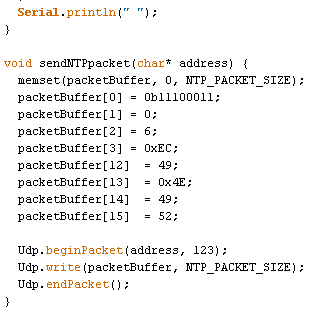 Serial.println(" ");
}
void sendNTPpacket(char* address) {
memset(packetBuffer, 0, NTP_PACKET_SIZE);
packetBuffer[0] = 0b11100011;
packetBuffer[1] = 0;
packetBuffer[2] = 6;
packetBuffer[3] = 0xEC;
packetBuffer[12]  = 49;
packetBuffer[13]  = 0x4E;
packetBuffer[14]  = 49;
packetBuffer[15]  = 52;
Udp.beginPacket(address, 123);
Udp.write(packetBuffer, NTP_PACKET_SIZE);
Udp.endPacket();
}